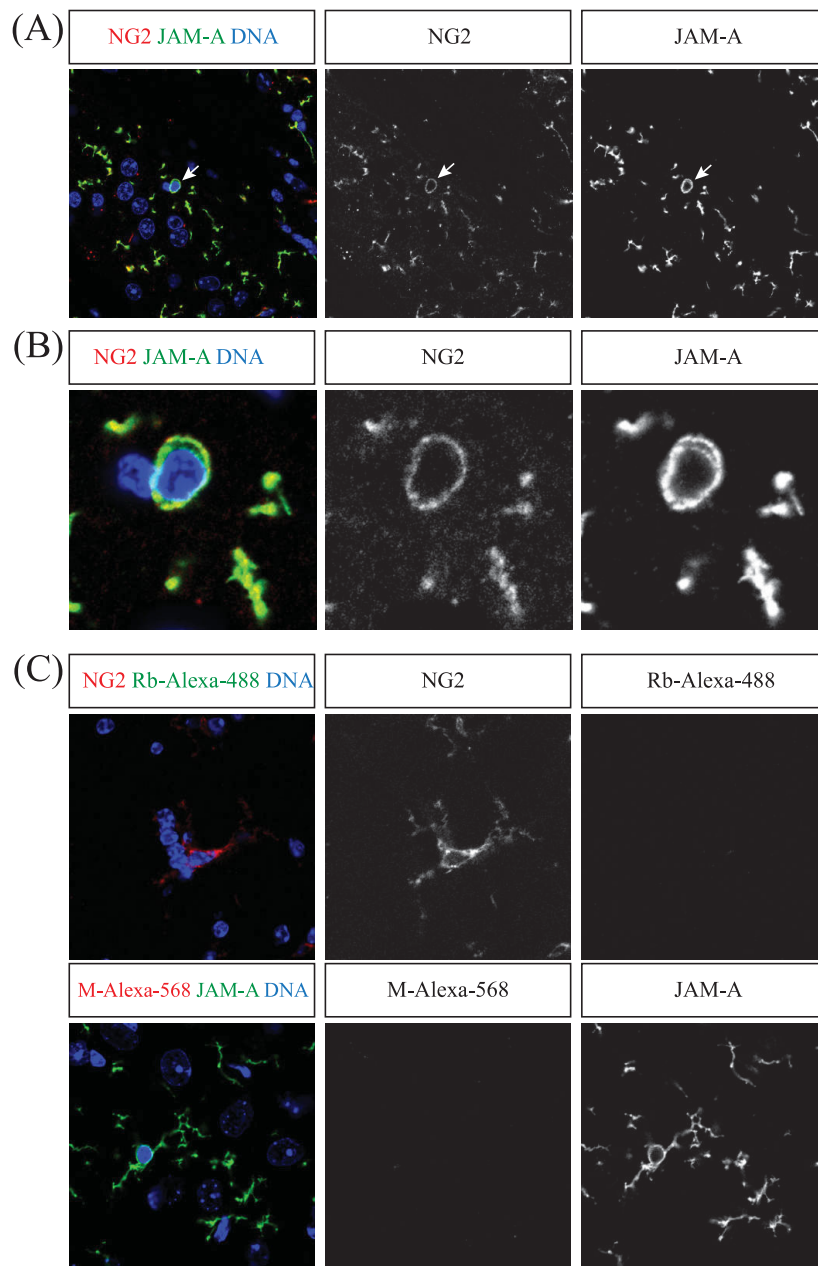 (A)
NG2 JAM-A DNA
NG2
JAM-A
(B)
NG2 JAM-A DNA
NG2
JAM-A
(C)
NG2 Rb-Alexa-488 DNA
NG2
Rb-Alexa-488
M-Alexa-568 JAM-A DNA
M-Alexa-568
JAM-A